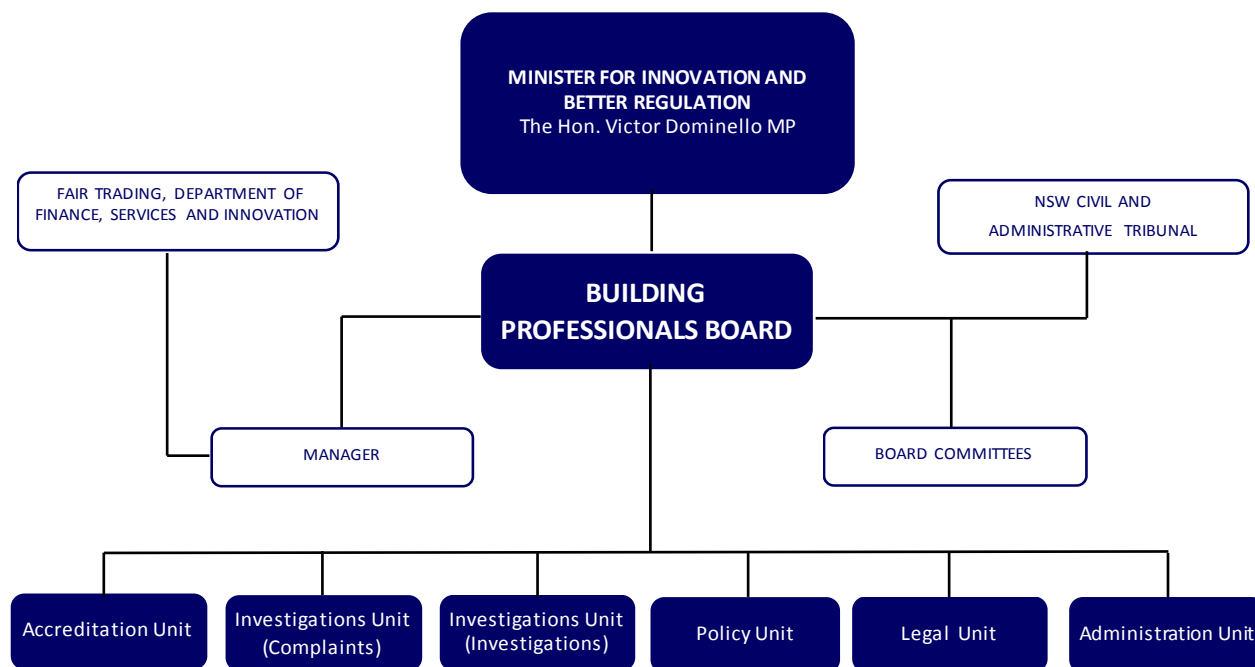 MINISTER FOR INNOVATION AND
BETTER REGULATION
The Hon. Victor Dominello MP
FAIR TRADING, DEPARTMENT OF
FINANCE, SERVICES AND INNOVATION
NSW CIVIL AND
ADMINISTRATIVE TRIBUNAL
BUILDING
PROFESSIONALS BOARD
MANAGER
BOARD COMMITTEES
Accreditation Unit
Investigations Unit
(Complaints)
Investigations Unit
(Investigations)
Policy Unit
Legal Unit
Administration Unit